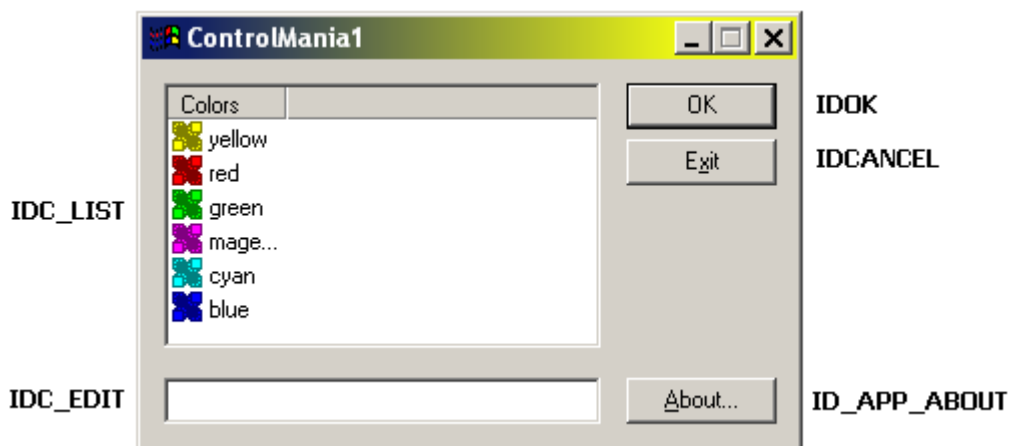 ControlMania1
Colors
OK
IDOK
yellow
red
Exit
IDCANCEL
IDC_LIST
green
mage...
cyan
blue
IDC_EDIT
About...
ID_APP_ABOUT